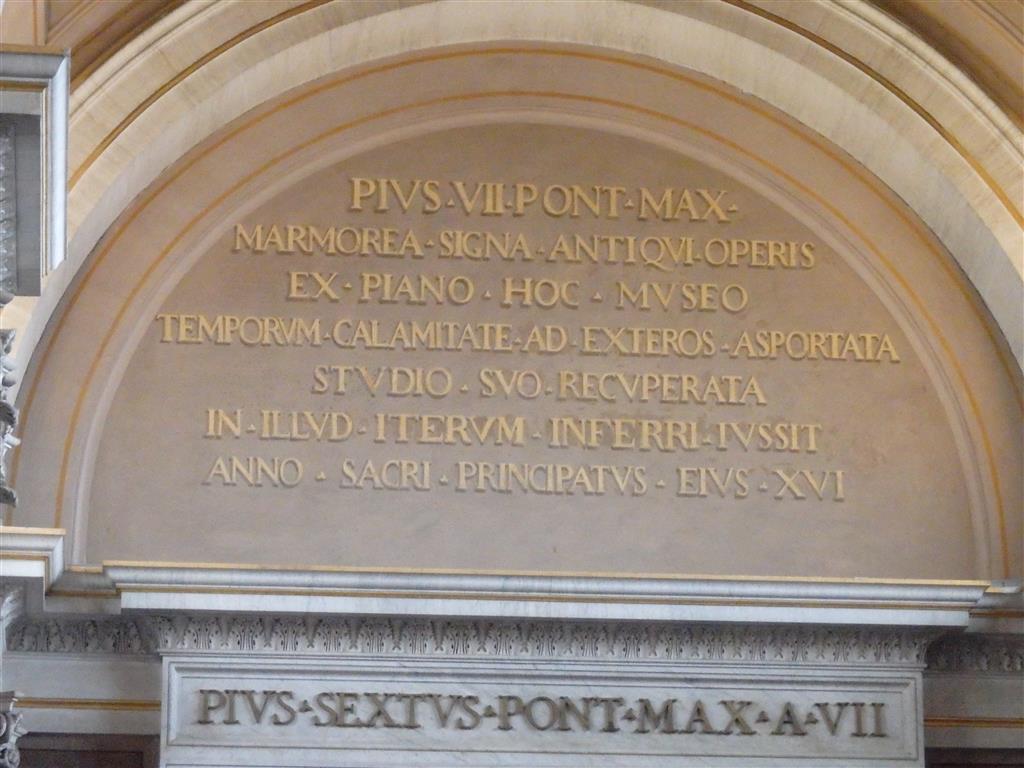 PIVS·VII·PONT·MAX·
MARMOREA·SIGNA·ANTIQVI·OPERIS
EX·PIANO·HOC·MVSEO
TEMPORVM·CALAMITATE·AD·EXTEROS·ASPORTATA
STVDIO·SVO·RECVPERATA
IN·ILLVD·ITERVM·INFERRI·IVSSIT
ANNO·SACRI·PRINCIPATVS·EIVS·XVI
PIVS·SEXTVS·PONT·MAX·A·VII